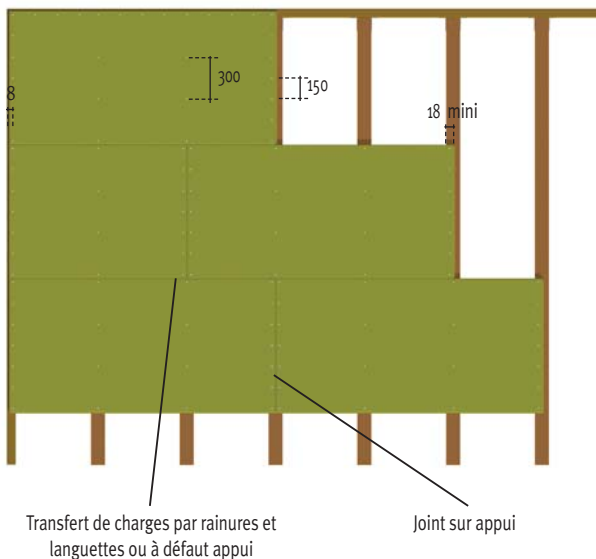 300
8
150
18 mini
Transfert de charges par rainures et
languettes ou à défaut appui
Joint sur appui